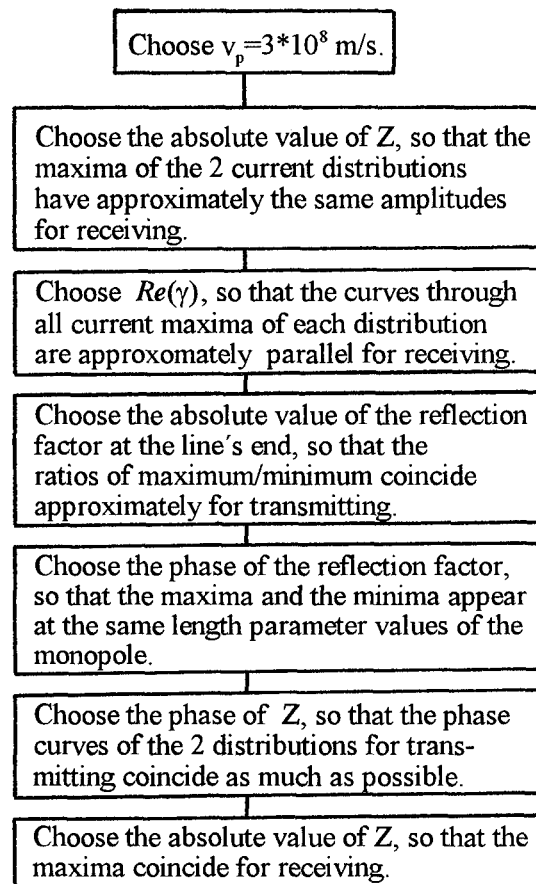 Choose vₚ=3*10⁸ m/s.
Choose the absolute value of Z, so that the
maxima of the 2 current distributions
have approximately the same amplitudes
for receiving.
Choose Re(γ), so that the curves through
all current maxima of each distribution
are approxomately parallel for receiving.
Choose the absolute value of the reflection
factor at the line´s end, so that the
ratios of maximum/minimum coincide
approximately for transmitting.
Choose the phase of the reflection factor,
so that the maxima and the minima appear
at the same length parameter values of the
monopole.
Choose the phase of Z, so that the phase
curves of the 2 distributions for trans-
mitting coincide as much as possible.
Choose the absolute value of Z, so that the
maxima coincide for receiving.